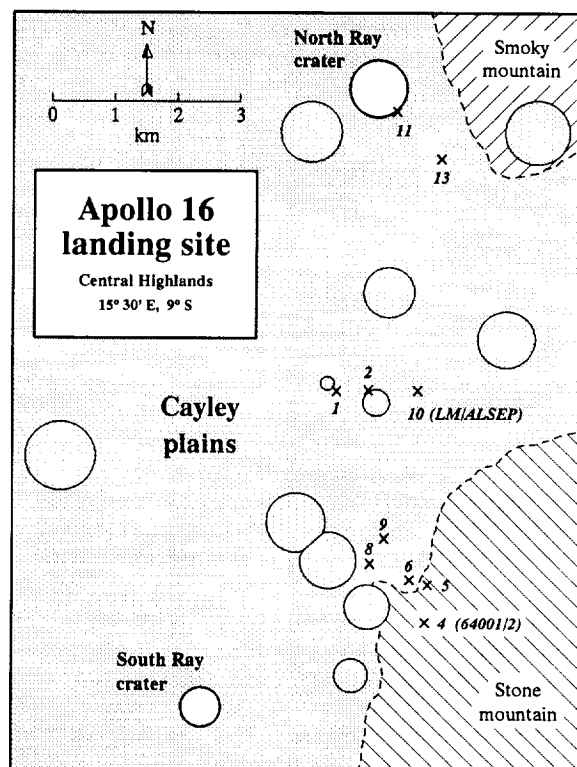 North Ray
crater
Smoky
mountain
N
0 1 2 3
km
11
13
Apollo 16
landing site
Central Highlands
15° 30' E, 9° S
2
1
10 (LM/ALSEP)
Cayley
plains
9
8
6
5
4 (64001/2)
South Ray
crater
Stone
mountain